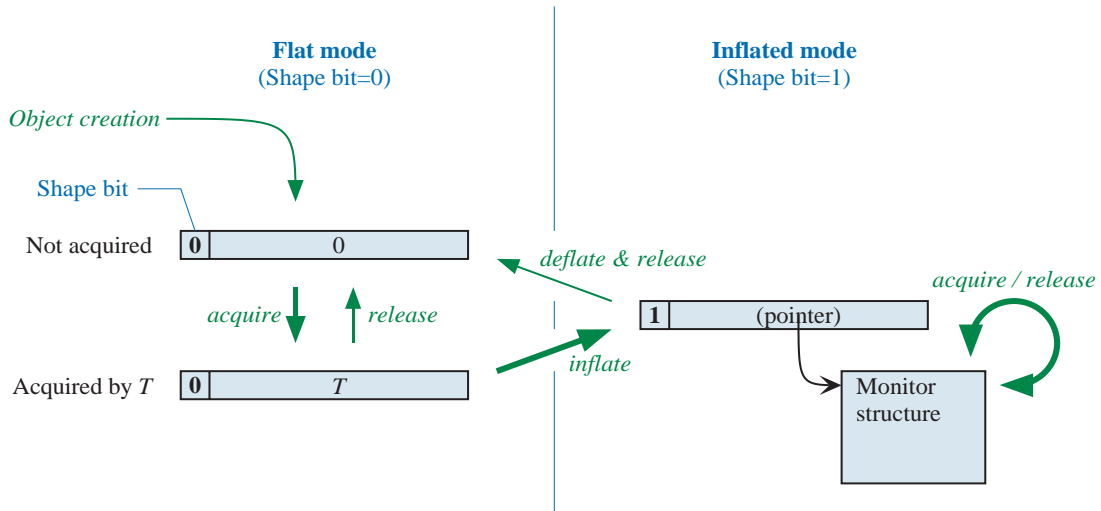 Flat mode
(Shape bit=0)
Inflated mode
(Shape bit=1)
Object creation
Shape bit
Not acquired
0
0
deflate & release
acquire / release
acquire
release
1
(pointer)
inflate
Acquired by T
0
T
Monitor
structure